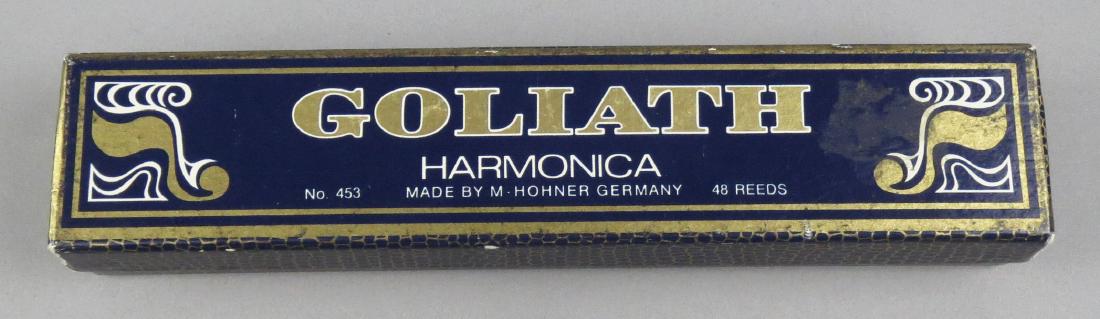 GOLIATH
HARMONICA
No. 453 MADE BY M-HOHNER GERMANY 48 REEDS